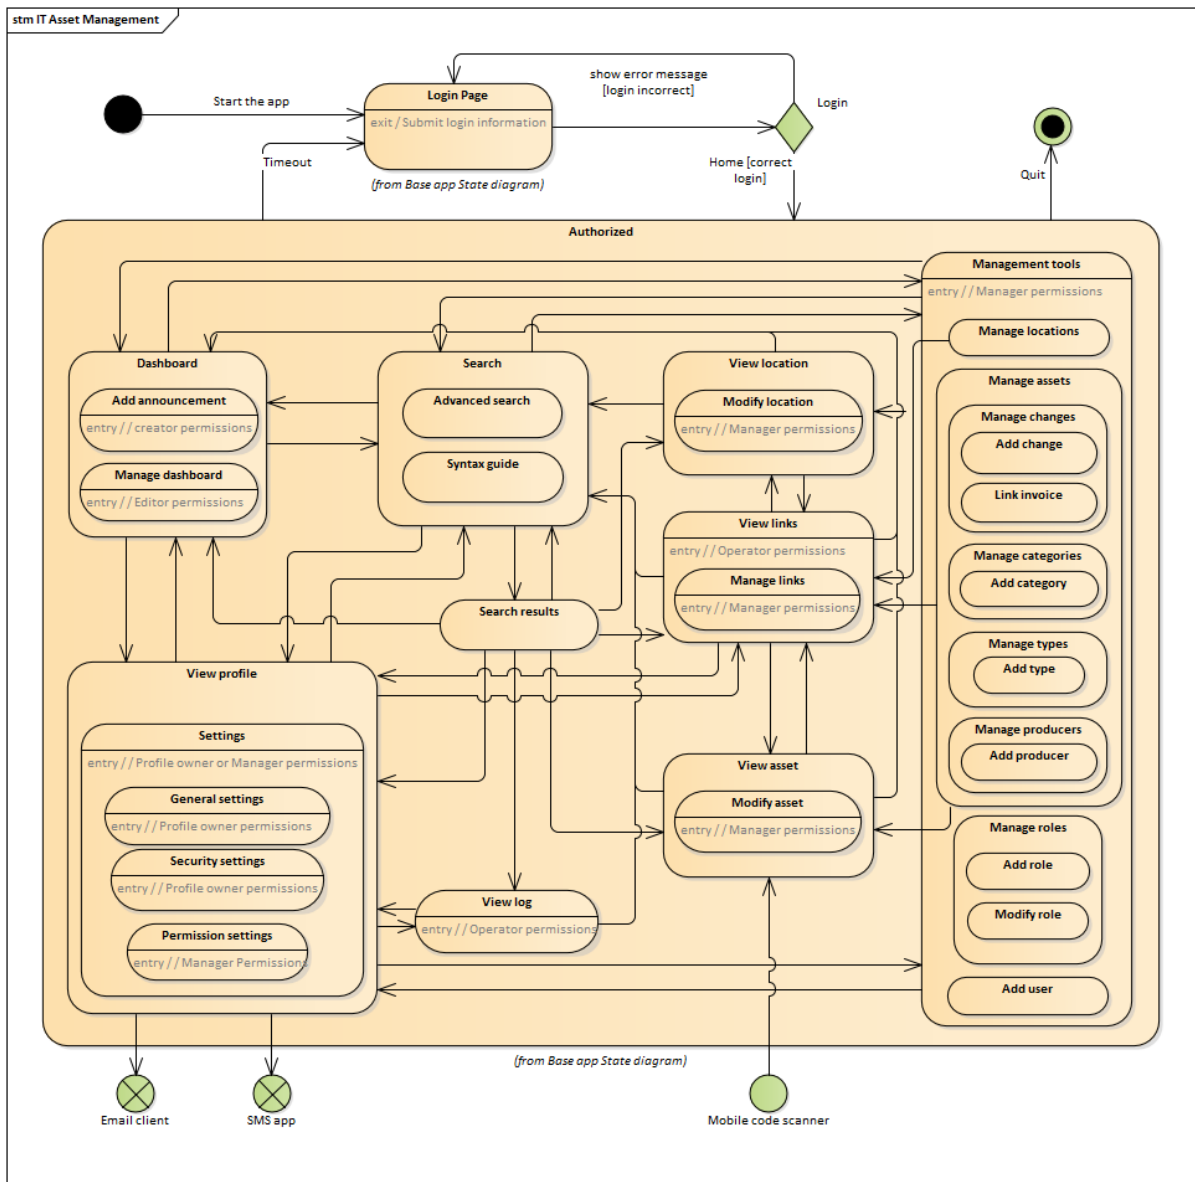 stm IT Asset Management
show error message
[login incorrect]
Login Page
Start the app
exit / Submit login information
Login
Timeout
Home [correct
login]
Quit
(from Base app State diagram)
Authorized
Management tools
entry / / Manager permissions
Manage locations
Dashboard
Search
View location
Manage assets
Add announcement
entry / / creator permissions
Advanced search
Modify location
entry / / Manager permissions
Manage changes
Add change
Syntax guide
Manage dashboard
entry / / Editor permissions
Link invoice
View links
entry / / Operator permissions
Manage links
entry / / Manager permissions
Manage categories
Add category
Search results
Manage types
Add type
View profile
Settings
entry / / Profile owner or Manager permissions
Manage producers
Add producer
View asset
General settings
entry / / Profile owner permissions
Modify asset
entry / / Manager permissions
Manage roles
Security settings
entry / / Profile owner permissions
Add role
View log
entry / / Operator permissions
Modify role
Permission settings
entry / / Manager Permissions
Add user
(from Base app State diagram)
Email client
SMS app
Mobile code scanner